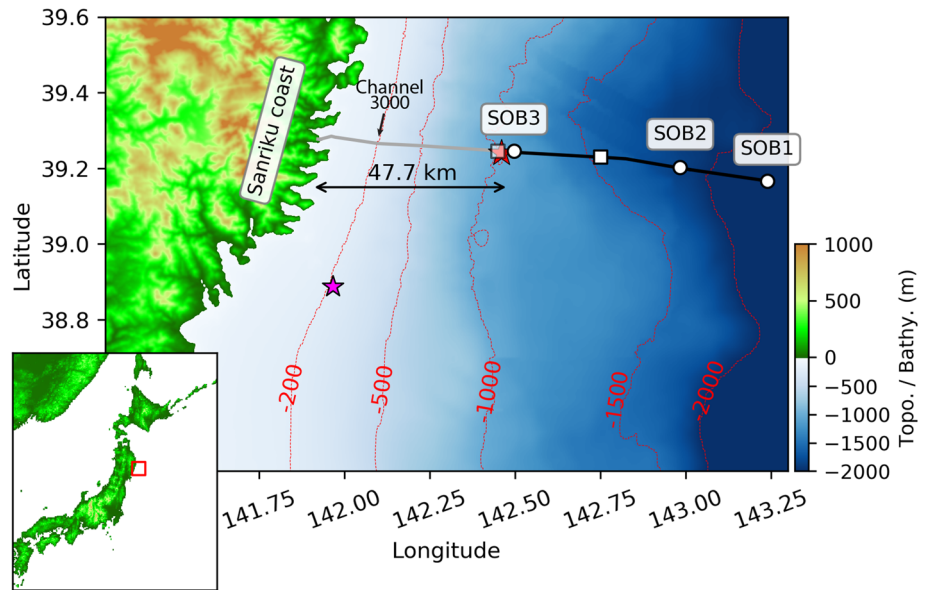 39.6
39.4
39.2
39.0
38.8
Latitude
Sanriku coast
Channel
3000
SOB3
SOB2
SOB1
47.7 km
-200
-500
-1000
-1500
-2000
141.75
142.00
142.25
142.50
142.75
143.00
143.25
Longitude
1000
500
0
−500
−1000
−1500
−2000
Topo. / Bathy. (m)